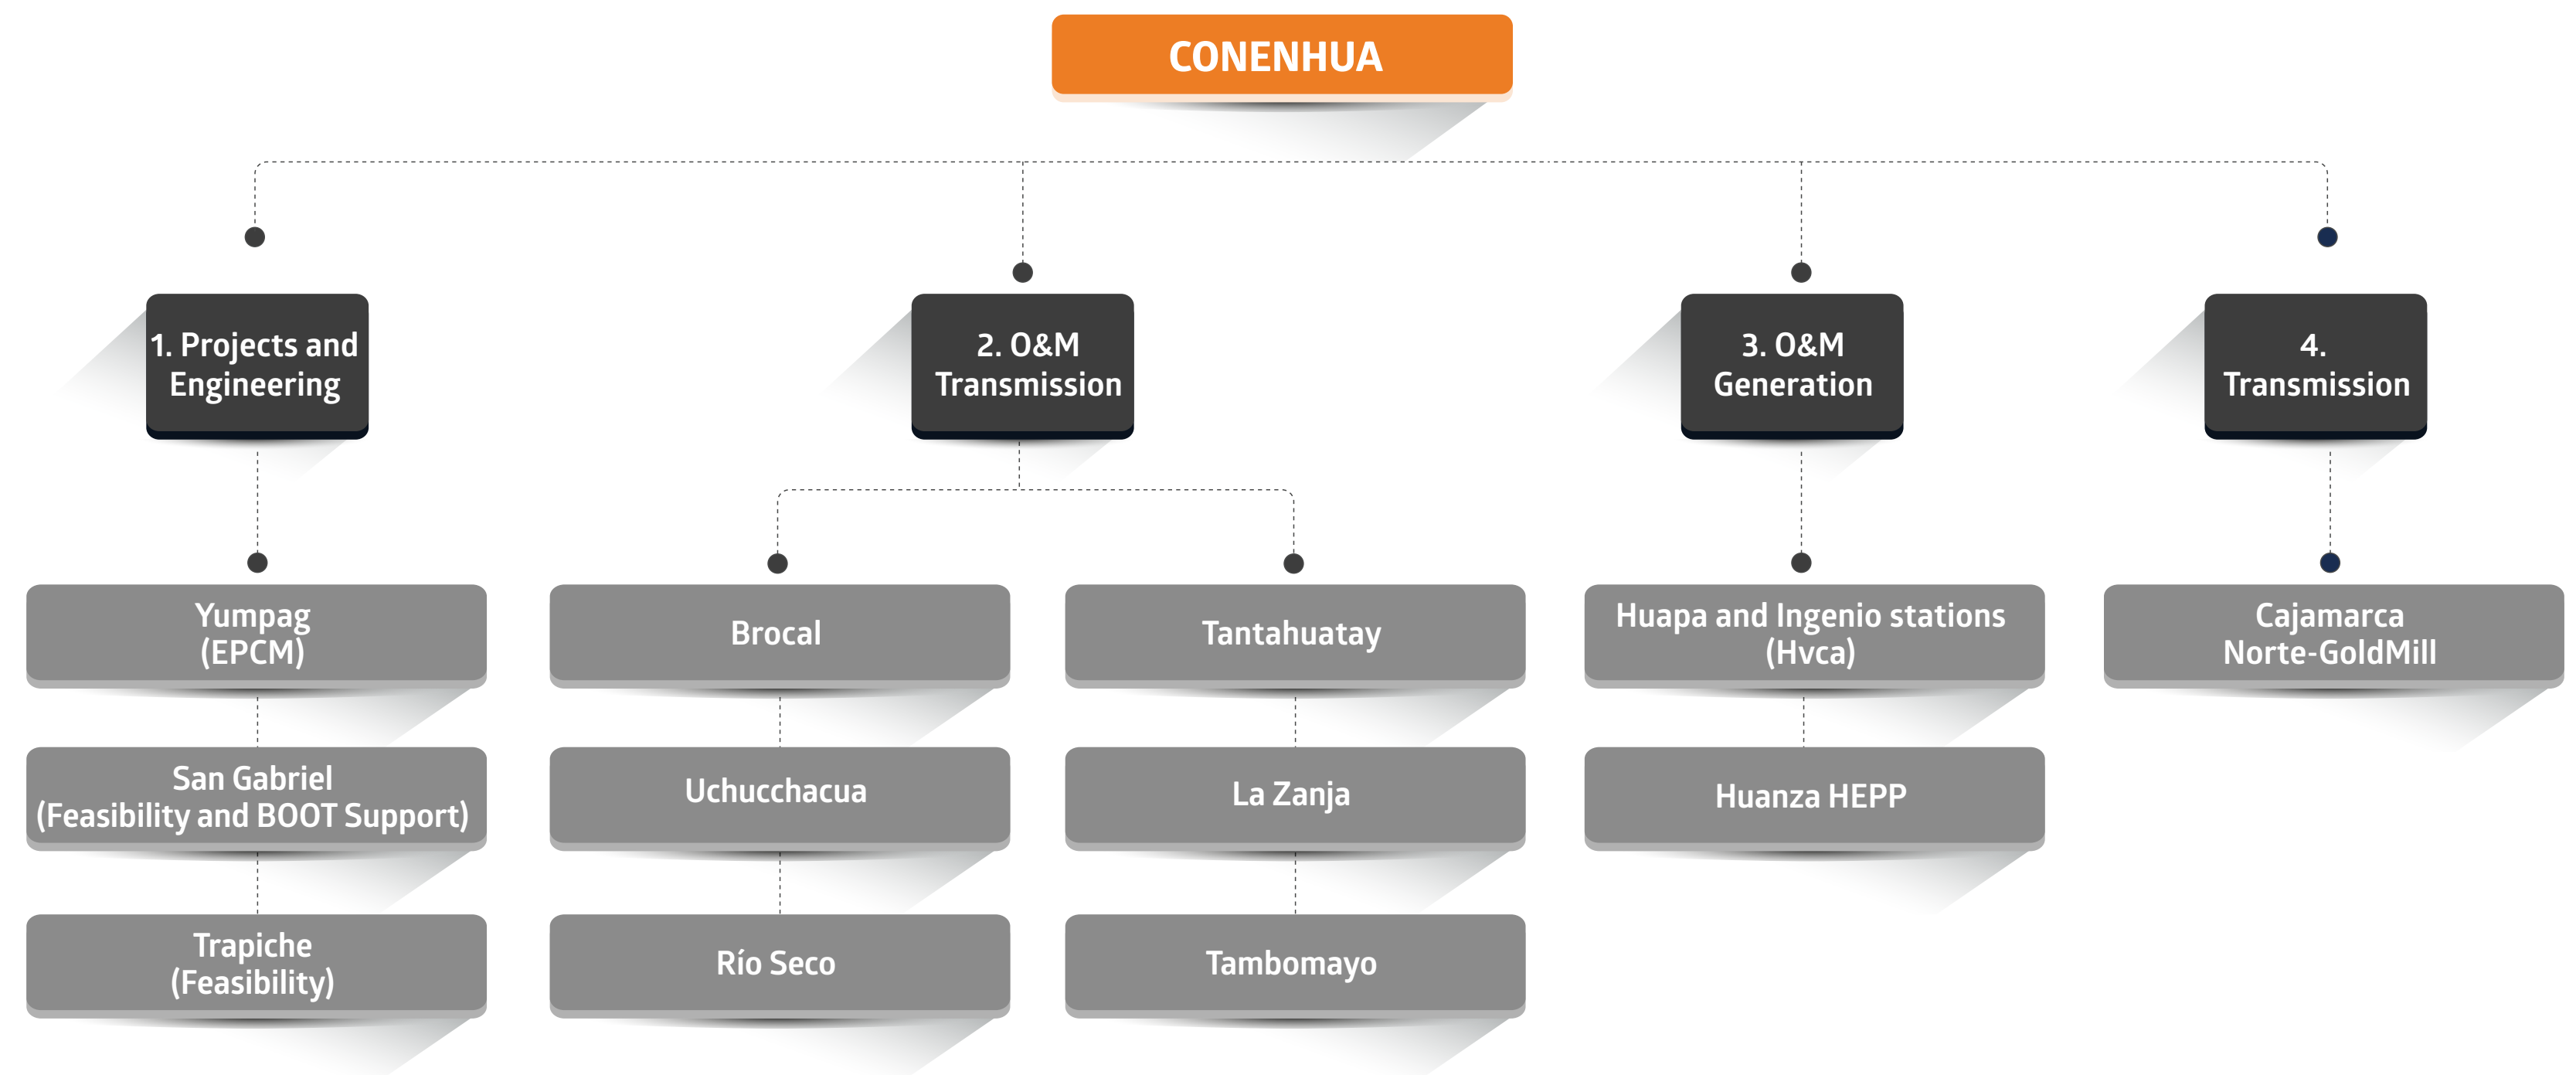 CONENHUA
1. Projects and
Engineering
2. O&M
Transmission
3. O&M
Generation
4.
Transmission
Yumpag
(EPCM)
San Gabriel
(Feasibility and BOOT Support)
Trapiche
(Feasibility)
Brocal
Uchucchacua
Río Seco
Tantahuatay
La Zanja
Tambomayo
Huapa and Ingenio stations
(Hvca)
Huanza HEPP
Cajamarca
Norte-GoldMill